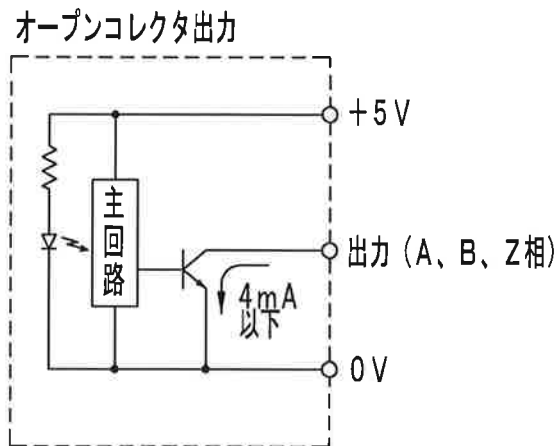 オープンコレクタ出力
＋５Ｖ
主回路
出力（Ａ、Ｂ、Ｚ相）
４ｍＡ
以下
０Ｖ